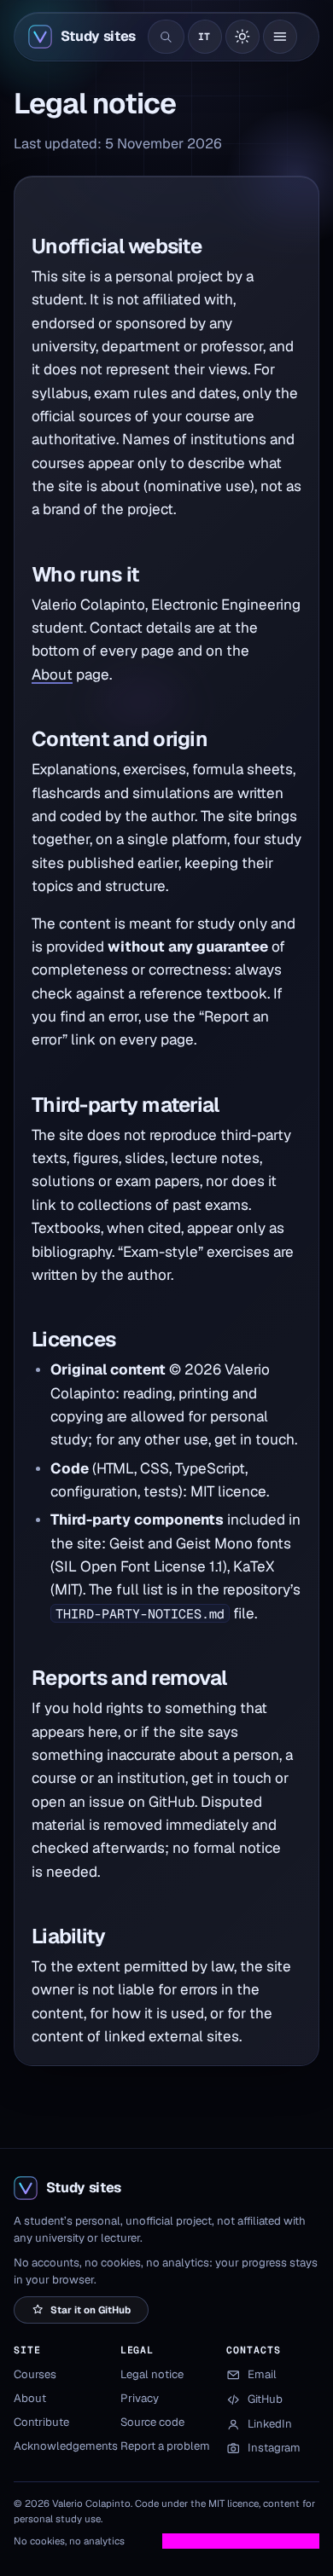 Study sites
IT
Legal notice
Last updated: 5 November 2026
Unofficial website
This site is a personal project by a
student. It is not affiliated with,
endorsed or sponsored by any
university, department or professor, and
it does not represent their views. For
syllabus, exam rules and dates, only the
official sources of your course are
authoritative. Names of institutions and
courses appear only to describe what
the site is about (nominative use), not as
a brand of the project.
Who runs it
Valerio Colapinto, Electronic Engineering
student. Contact details are at the
bottom of every page and on the
About page.
Content and origin
Explanations, exercises, formula sheets,
flashcards and simulations are written
and coded by the author. The site brings
together, on a single platform, four study
sites published earlier, keeping their
topics and structure.
The content is meant for study only and
is provided without any guarantee of
completeness or correctness: always
check against a reference textbook. If
you find an error, use the “Report an
error” link on every page.
Third-party material
The site does not reproduce third-party
texts, figures, slides, lecture notes,
solutions or exam papers, nor does it
link to collections of past exams.
Textbooks, when cited, appear only as
bibliography. “Exam-style” exercises are
written by the author.
Licences
• Original content © 2026 Valerio
Colapinto: reading, printing and
copying are allowed for personal
study; for any other use, get in touch.
• Code (HTML, CSS, TypeScript,
configuration, tests): MIT licence.
• Third-party components included in
the site: Geist and Geist Mono fonts
(SIL Open Font License 1.1), KaTeX
(MIT). The full list is in the repository’s
THIRD-PARTY-NOTICES.md file.
Reports and removal
If you hold rights to something that
appears here, or if the site says
something inaccurate about a person, a
course or an institution, get in touch or
open an issue on GitHub. Disputed
material is removed immediately and
checked afterwards; no formal notice
is needed.
Liability
To the extent permitted by law, the site
owner is not liable for errors in the
content, for how it is used, or for the
content of linked external sites.
Study sites
A student’s personal, unofficial project, not affiliated with
any university or lecturer.
No accounts, no cookies, no analytics: your progress stays
in your browser.
Star it on GitHub
SITE
Courses
About
Contribute
Acknowledgements
LEGAL
Legal notice
Privacy
Source code
Report a problem
CONTACTS
Email
GitHub
LinkedIn
Instagram
© 2026 Valerio Colapinto. Code under the MIT licence, content for
personal study use.
No cookies, no analytics